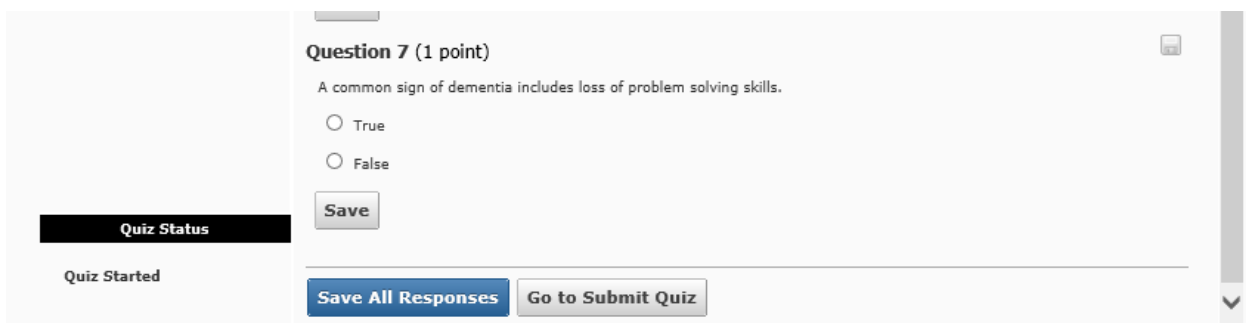 Question 7 (1 point)
A common sign of dementia includes loss of problem solving skills.
True
False
Save
Quiz Status
Quiz Started
Save All Responses
Go to Submit Quiz